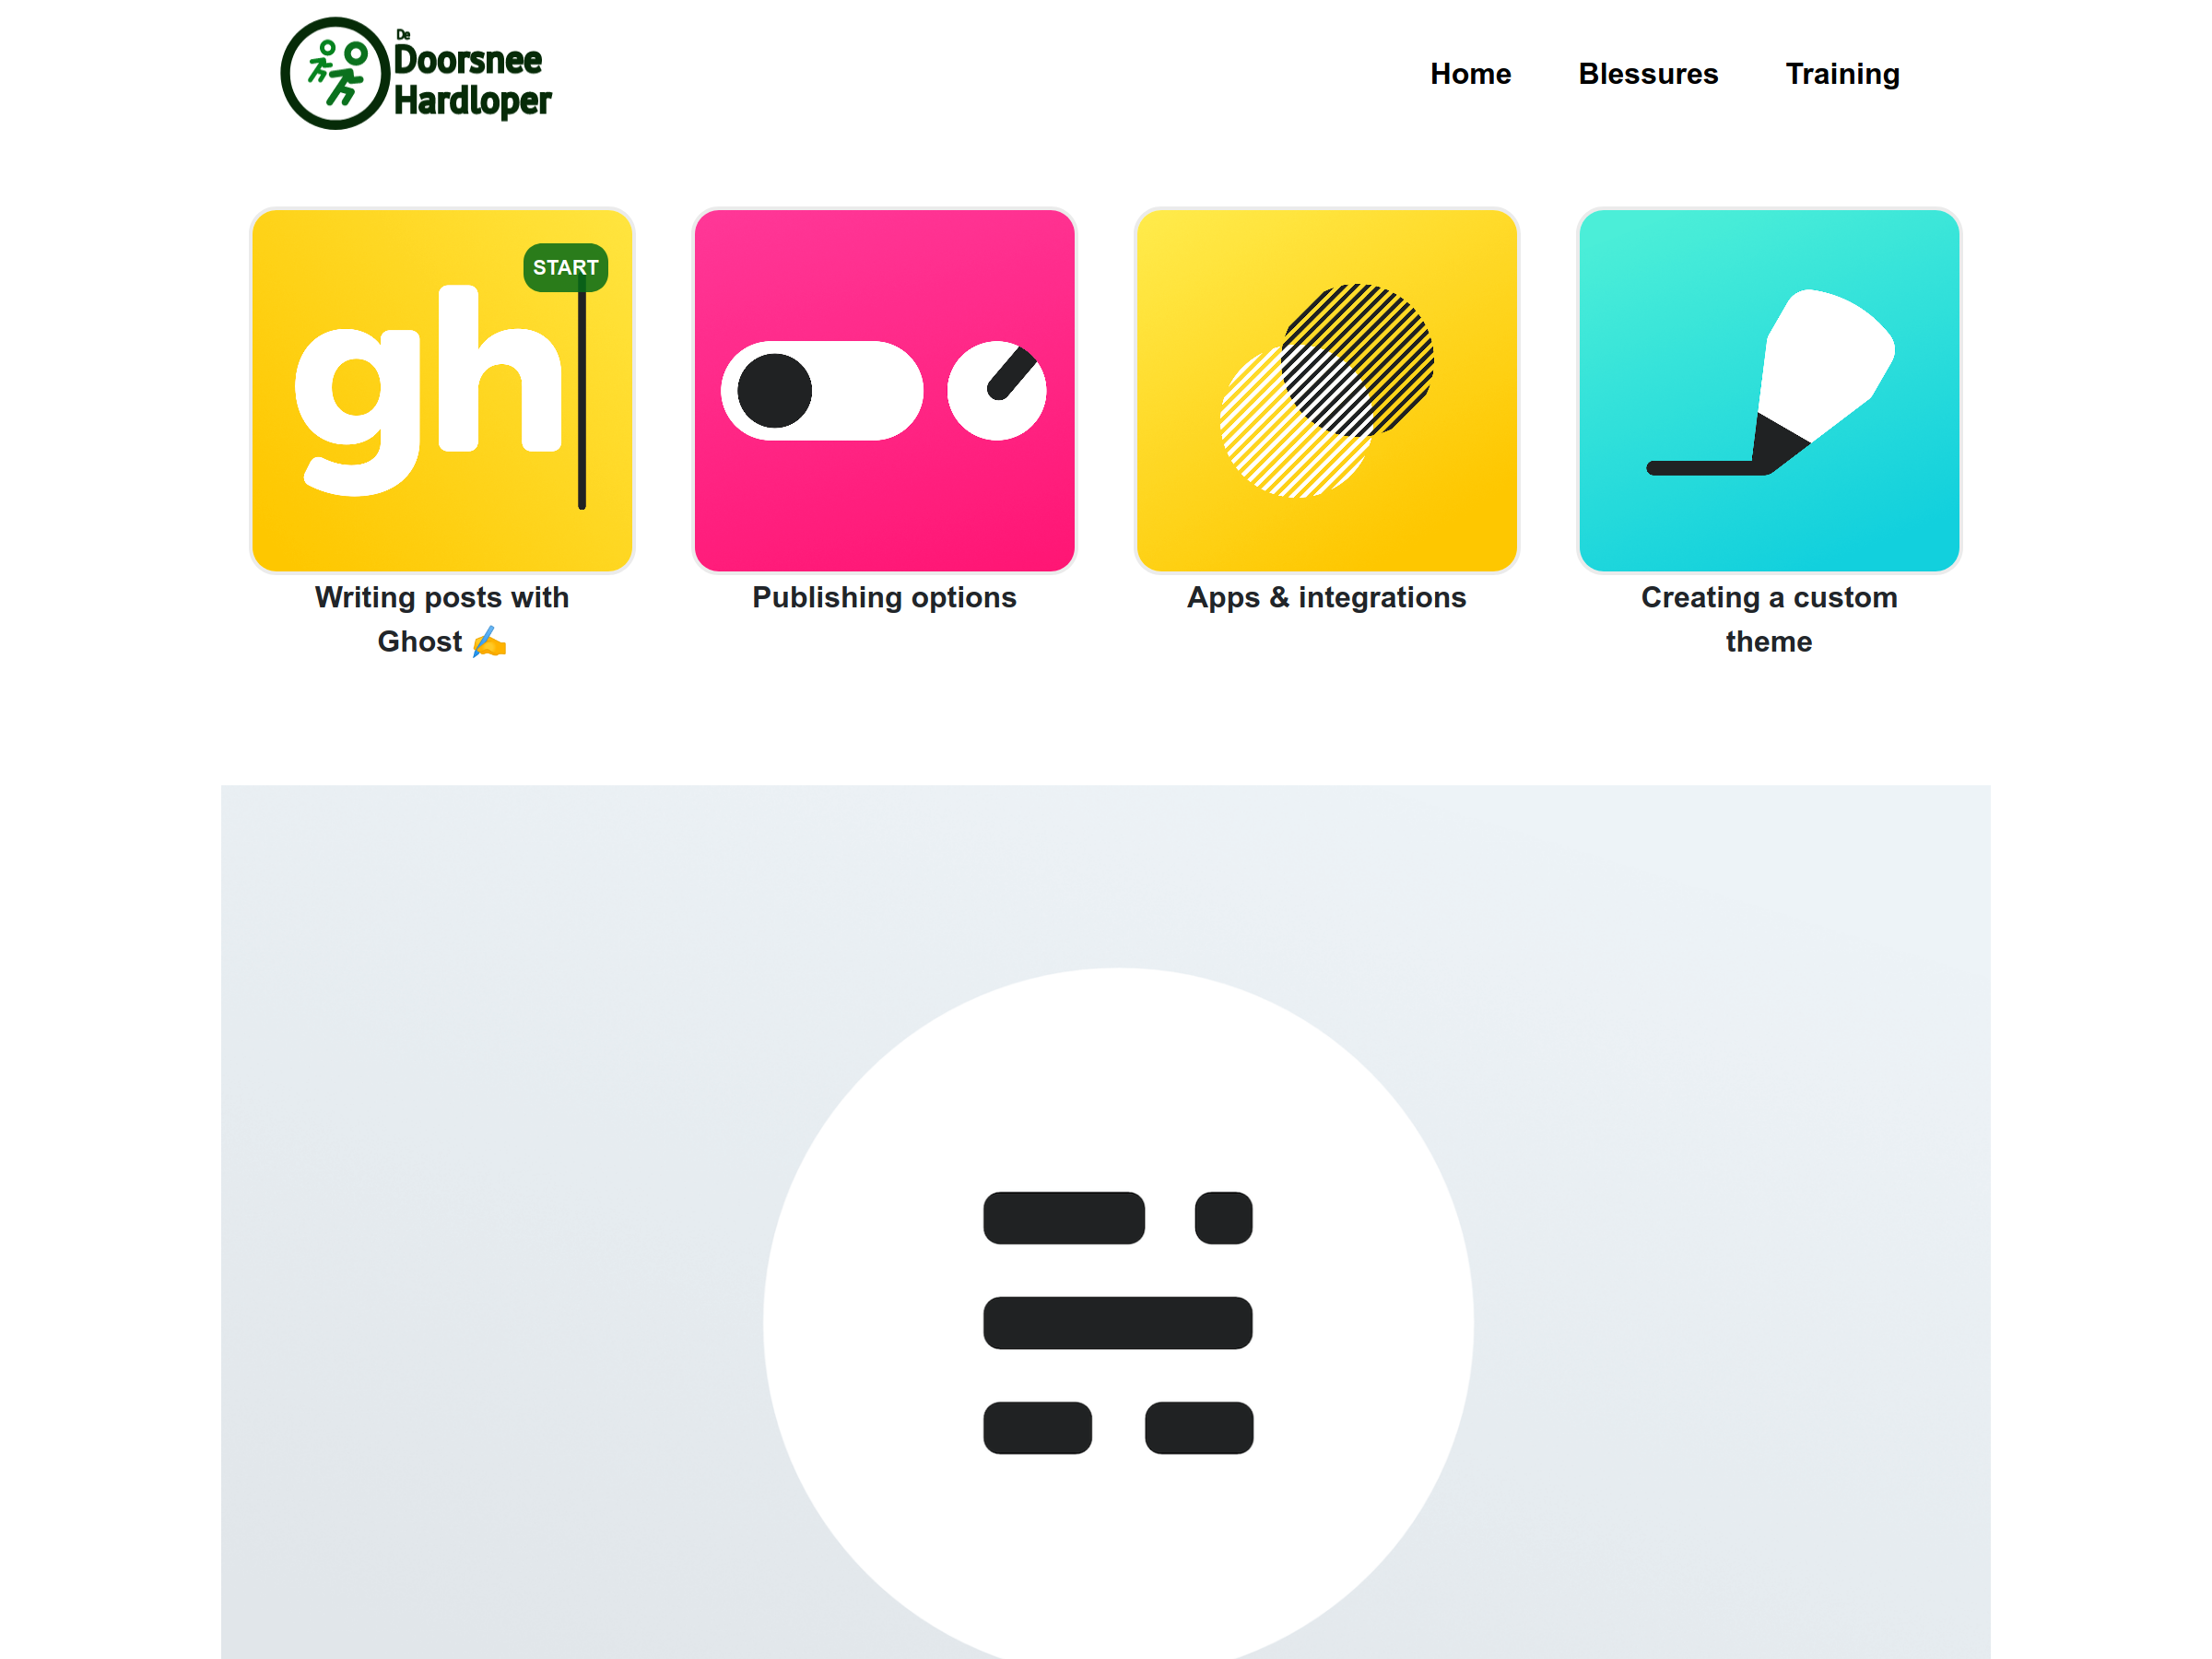 De
Doorsnee
Hardloper
Home
Blessures
Training
START
gh
Writing posts with
Ghost ✍️
Publishing options
Apps & integrations
Creating a custom
theme